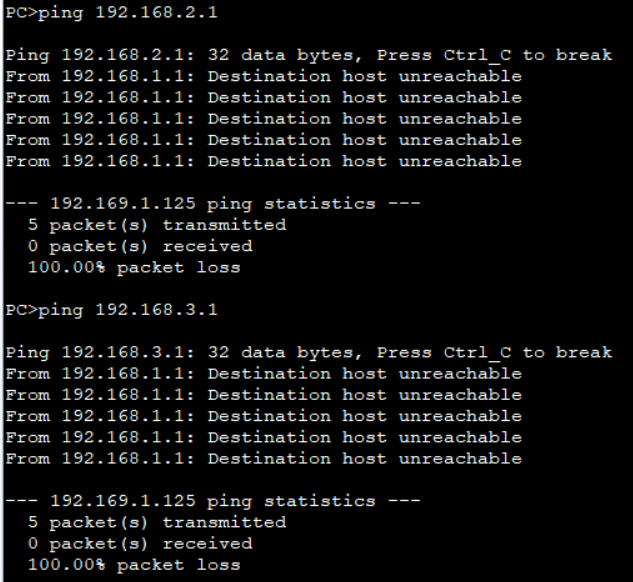 PC>ping 192.168.2.1
Ping 192.168.2.1: 32 data bytes, Press Ctrl_C to break
From 192.168.1.1: Destination host unreachable
From 192.168.1.1: Destination host unreachable
From 192.168.1.1: Destination host unreachable
From 192.168.1.1: Destination host unreachable
From 192.168.1.1: Destination host unreachable
--- 192.169.1.125 ping statistics ---
5 packet(s) transmitted
0 packet(s) received
100.00% packet loss
PC>ping 192.168.3.1
Ping 192.168.3.1: 32 data bytes, Press Ctrl_C to break
From 192.168.1.1: Destination host unreachable
From 192.168.1.1: Destination host unreachable
From 192.168.1.1: Destination host unreachable
From 192.168.1.1: Destination host unreachable
From 192.168.1.1: Destination host unreachable
--- 192.169.1.125 ping statistics ---
5 packet(s) transmitted
0 packet(s) received
100.00% packet loss